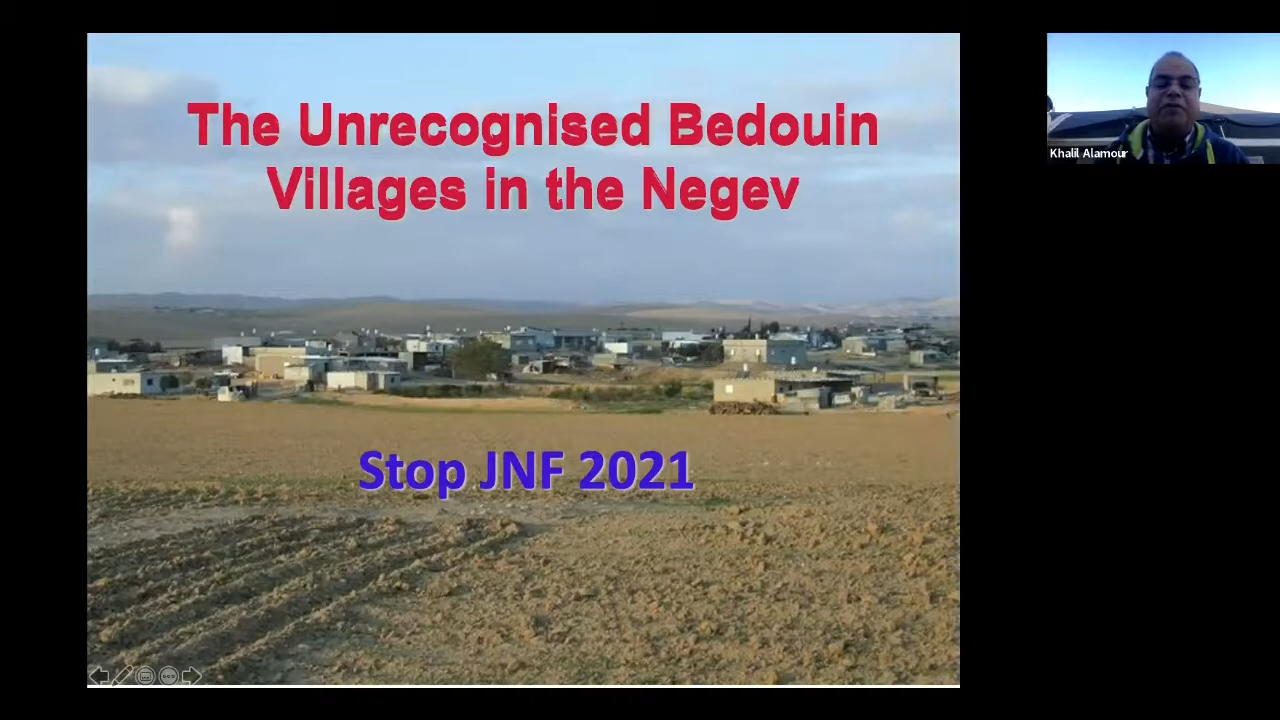 The Unrecognised Bedouin
Villages in the Negev
Stop JNF 2021
Khalil Alamour